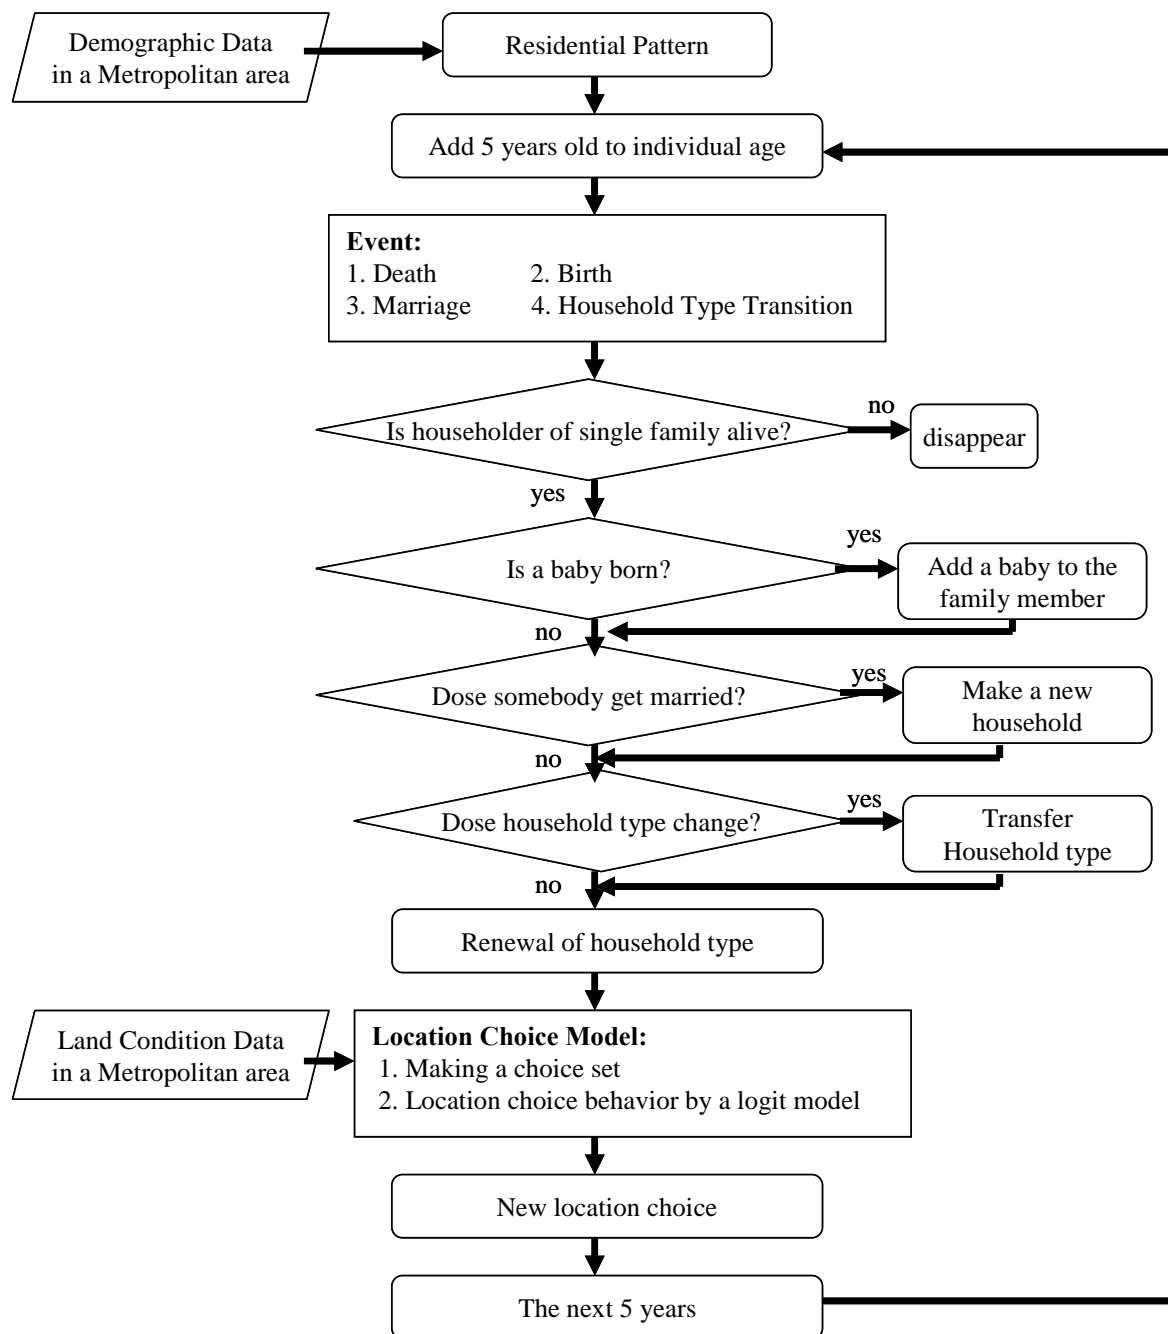 Demographic Data
in a Metropolitan area
Residential Pattern
Add 5 years old to individual age
Event:
1. Death 2. Birth
3. Marriage 4. Household Type Transition
Is householder of single family alive?
no
disappear
yes
Is a baby born?
yes
Add a baby to the
family member
no
Dose somebody get married?
yes
Make a new
household
no
Dose household type change?
yes
Transfer
Household type
no
Renewal of household type
Land Condition Data
in a Metropolitan area
Location Choice Model:
1. Making a choice set
2. Location choice behavior by a logit model
New location choice
The next 5 years